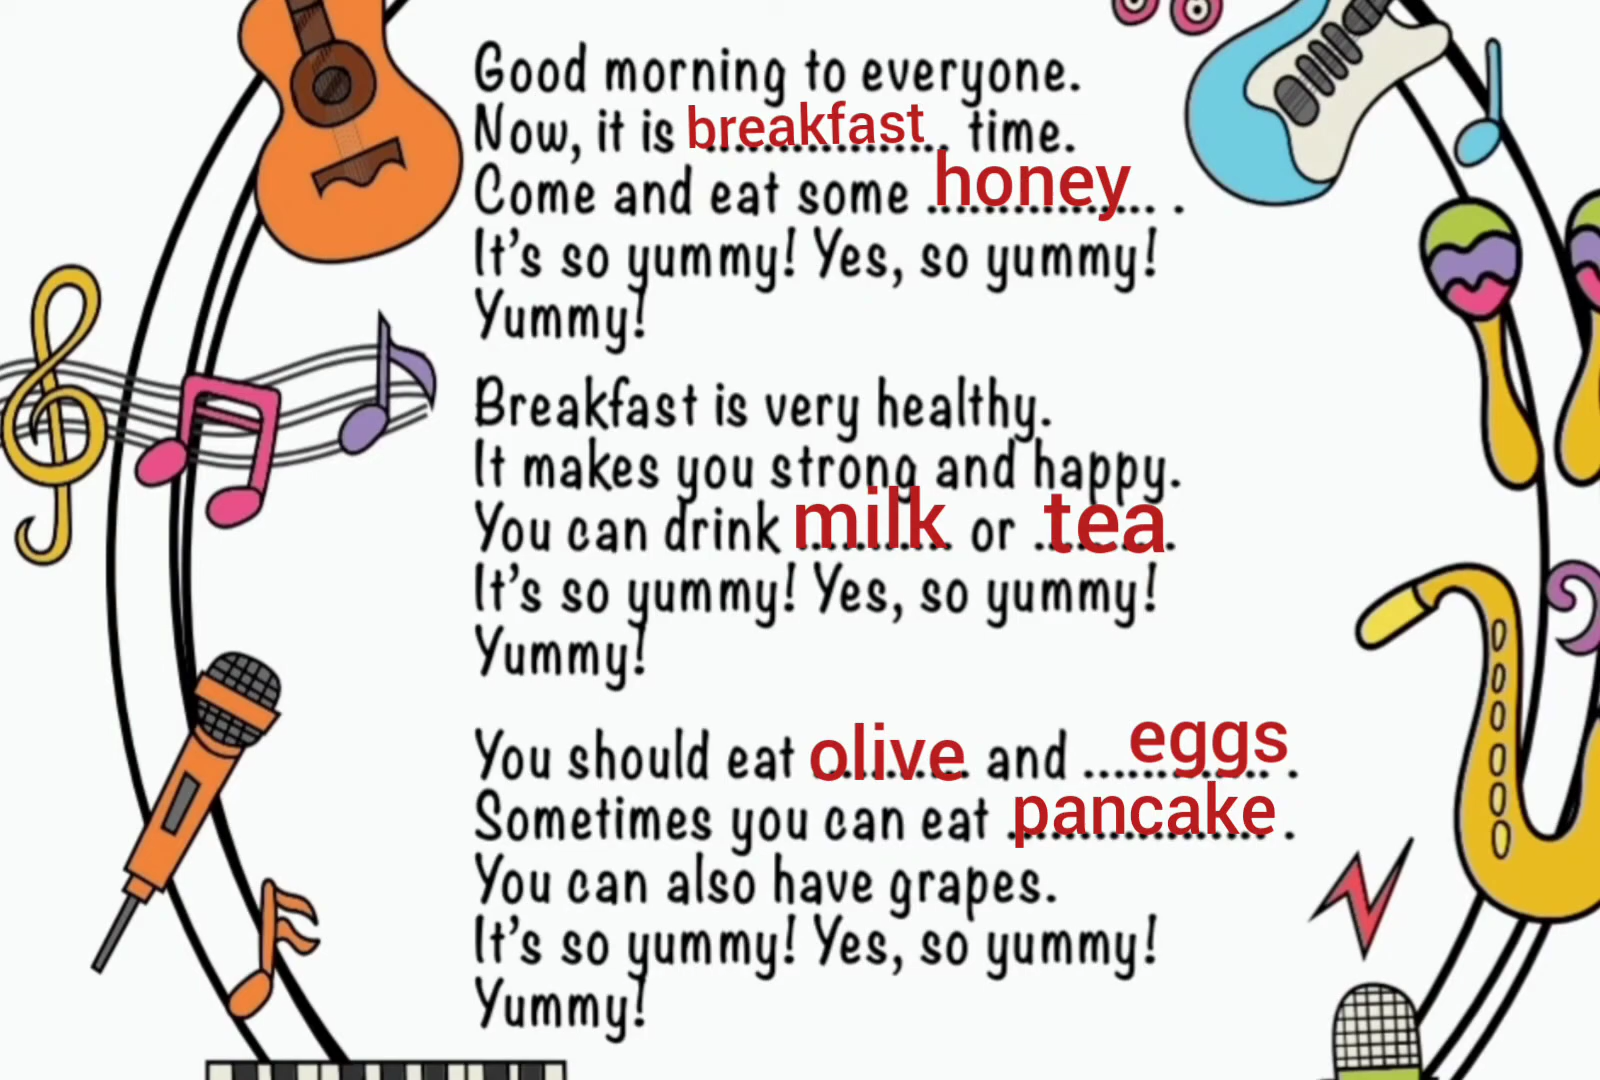 Good morning to everyone.
Now, it is breakfast time.
Come and eat some honey .
It's so yummy! Yes, so yummy!
Yummy!
Breakfast is very healthy.
It makes you strong and happy.
You can drink milk or tea.
It's so yummy! Yes, so yummy!
Yummy!
You should eat olive and eggs .
Sometimes you can eat pancake .
You can also have grapes.
It's so yummy! Yes, so yummy!
Yummy!